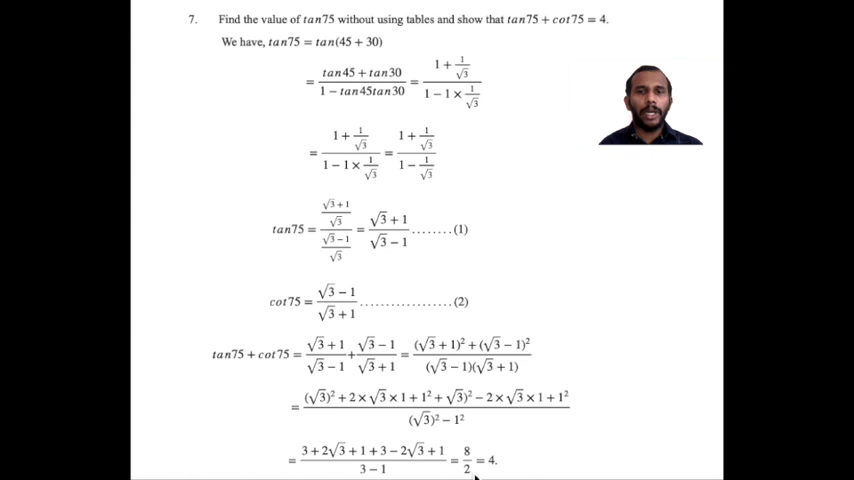 7. Find the value of tan75 without using tables and show that tan75 + cot75 = 4.
We have, tan75 = tan(45 + 30)
= (tan45 + tan30)/(1 − tan45tan30) = (1 + 1/√3)/(1 − 1 × 1/√3)
= (1 + 1/√3)/(1 − 1 × 1/√3) = (1 + 1/√3)/(1 − 1/√3)
tan75 = ((√3 + 1)/√3)/((√3 − 1)/√3) = (√3 + 1)/(√3 − 1) ........(1)
cot75 = (√3 − 1)/(√3 + 1) ..................(2)
tan75 + cot75 = (√3 + 1)/(√3 − 1) + (√3 − 1)/(√3 + 1) = ((√3 + 1)² + (√3 − 1)²)/((√3 − 1)(√3 + 1))
= ((√3)² + 2 × √3 × 1 + 1² + √3)² − 2 × √3 × 1 + 1²)/((√3)² − 1²)
= (3 + 2√3 + 1 + 3 − 2√3 + 1)/(3 − 1) = 8/2 = 4.